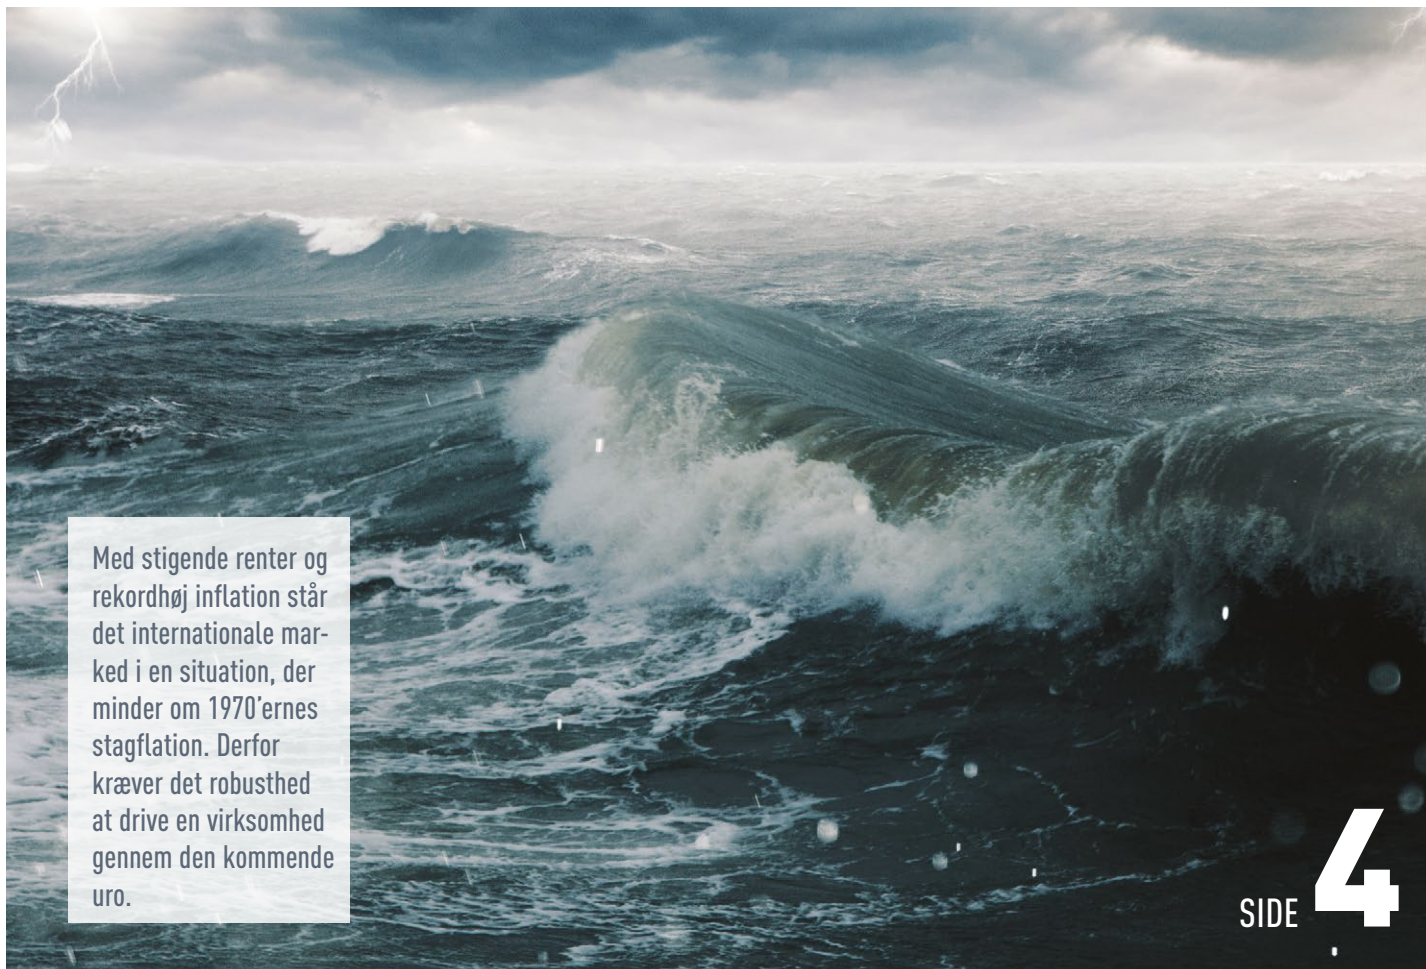 Med stigende renter og
rekordhøj inflation står
det internationale mar-
ked i en situation, der
minder om 1970’ernes
stagflation. Derfor
kræver det robusthed
at drive en virksomhed
gennem den kommende
uro.
SIDE 4